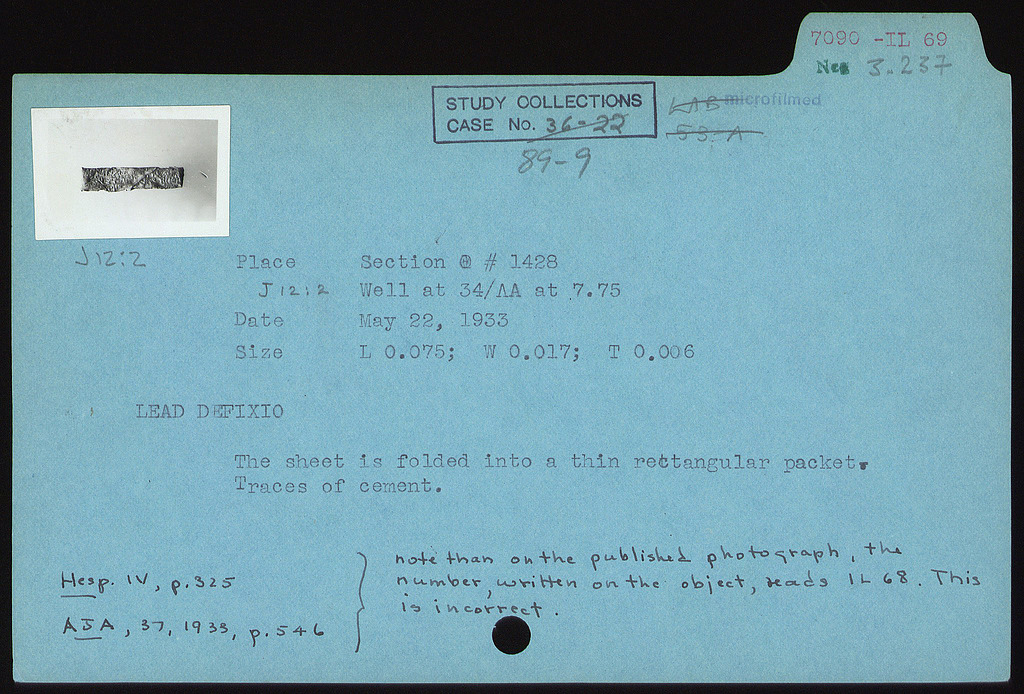 7090 -IL 69
Neg 3.237
STUDY COLLECTIONS
CASE No. 36-22
89-9
LAB microfilmed
53.A
J12:2
Place Section # 1428
J12:2 Well at 34/ΛA at 7.75
Date May 22, 1933
Size L 0.075; W 0.017; T 0.006
LEAD DEFIXIO
The sheet is folded into a thin rectangular packet.
Traces of cement.
Hesp. IV, p.325
AJA, 37, 1933, p.546
note than on the published photograph, the
number, written on the object, reads IL 68. This
is incorrect.